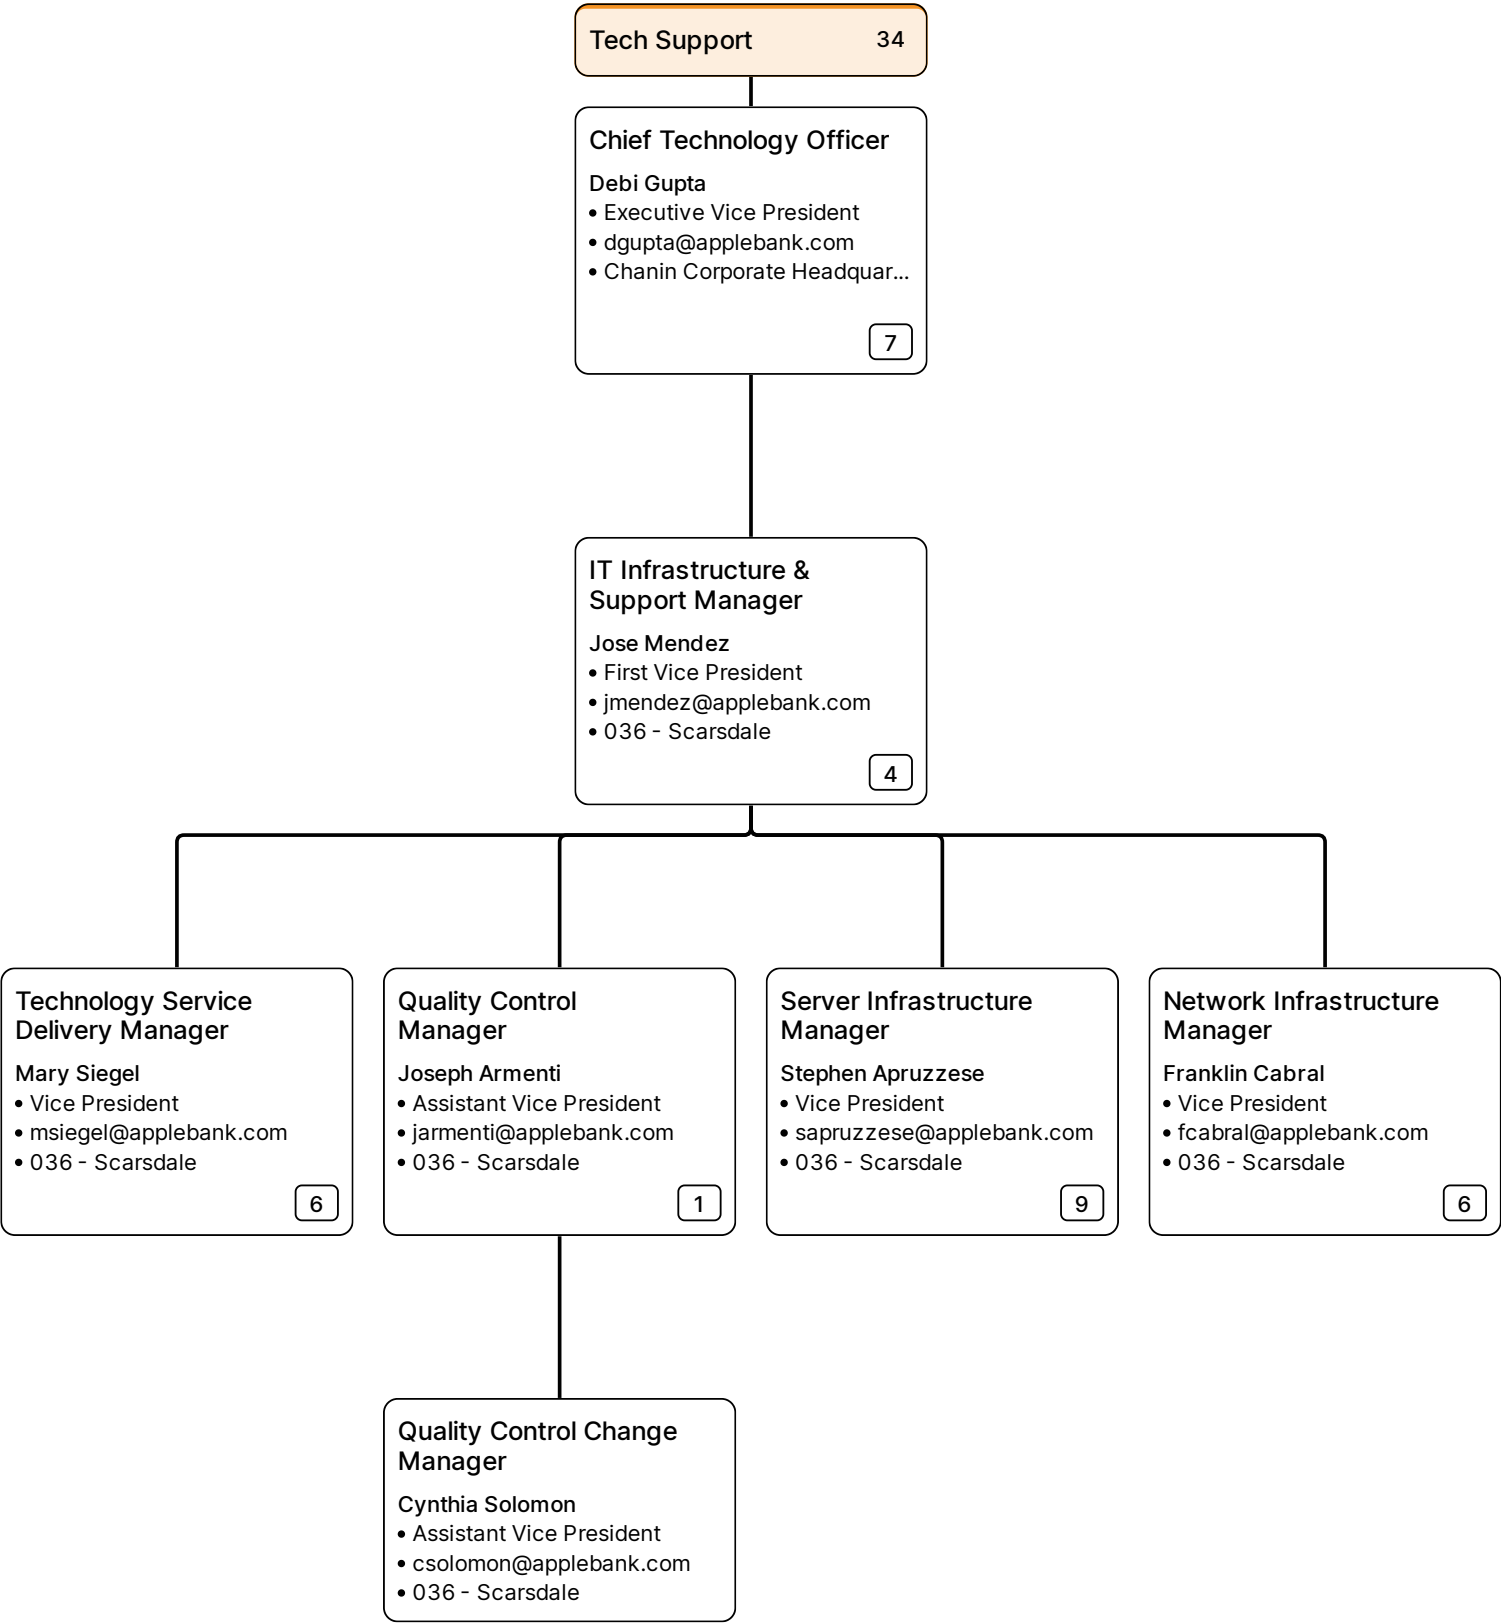 Tech Support 34
Chief Technology Officer
Debi Gupta
• Executive Vice President
• dgupta@applebank.com
• Chanin Corporate Headquar...
7
IT Infrastructure &
Support Manager
Jose Mendez
• First Vice President
• jmendez@applebank.com
• 036 - Scarsdale
4
Technology Service
Delivery Manager
Mary Siegel
• Vice President
• msiegel@applebank.com
• 036 - Scarsdale
6
Quality Control
Manager
Joseph Armenti
• Assistant Vice President
• jarmenti@applebank.com
• 036 - Scarsdale
1
Server Infrastructure
Manager
Stephen Apruzzese
• Vice President
• sapruzzese@applebank.com
• 036 - Scarsdale
9
Network Infrastructure
Manager
Franklin Cabral
• Vice President
• fcabral@applebank.com
• 036 - Scarsdale
6
Quality Control Change
Manager
Cynthia Solomon
• Assistant Vice President
• csolomon@applebank.com
• 036 - Scarsdale